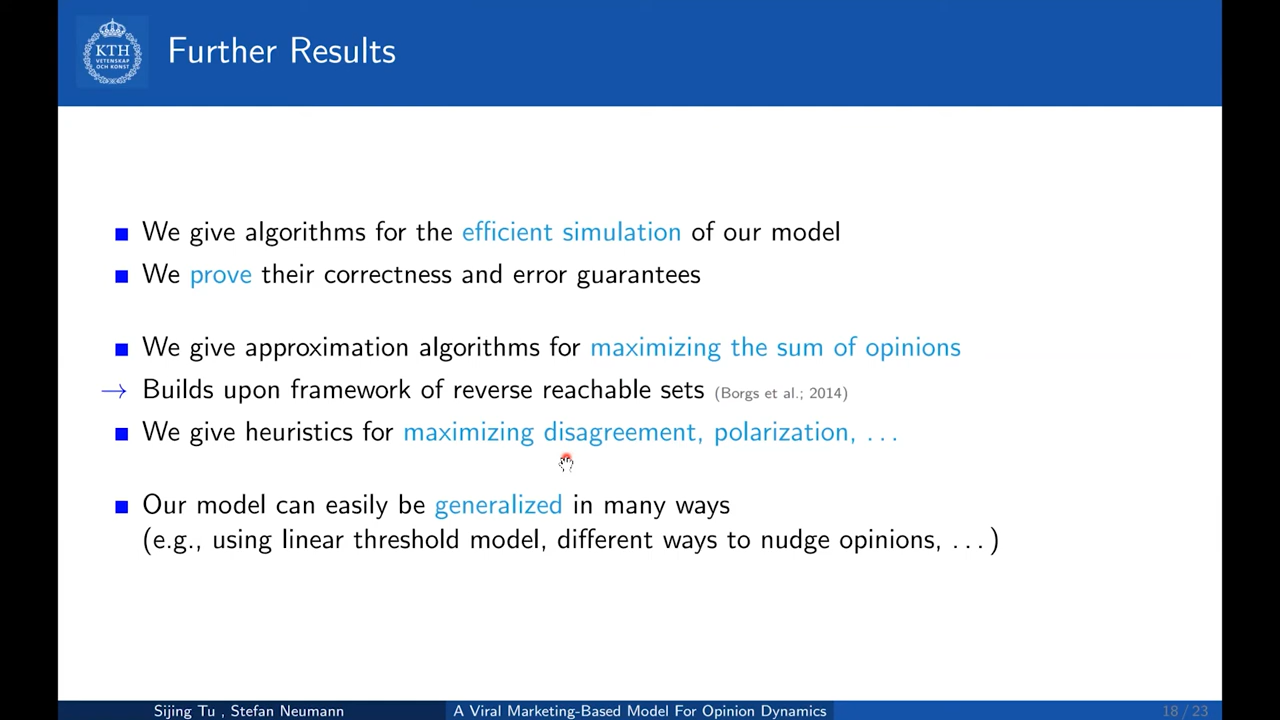 KTH
VETENSKAP
OCH KONST
Further Results
We give algorithms for the efficient simulation of our model
We prove their correctness and error guarantees
We give approximation algorithms for maximizing the sum of opinions
→ Builds upon framework of reverse reachable sets (Borgs et al.; 2014)
We give heuristics for maximizing disagreement, polarization, ...
Our model can easily be generalized in many ways
(e.g., using linear threshold model, different ways to nudge opinions, ...)
Sijing Tu , Stefan Neumann
A Viral Marketing-Based Model For Opinion Dynamics
18 / 23